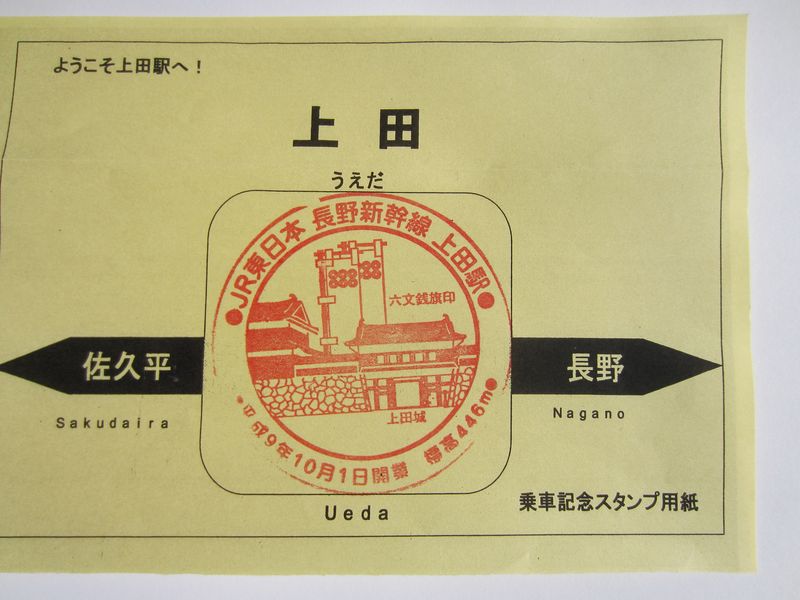 ようこそ上田駅へ！
上田
うえだ
●JR東日本 長野新幹線 上田駅●
六文銭旗印
上田城
●平成9年10月1日開業 標高446m●
佐久平
Sakudaira
長野
Nagano
Ueda
乗車記念スタンプ用紙